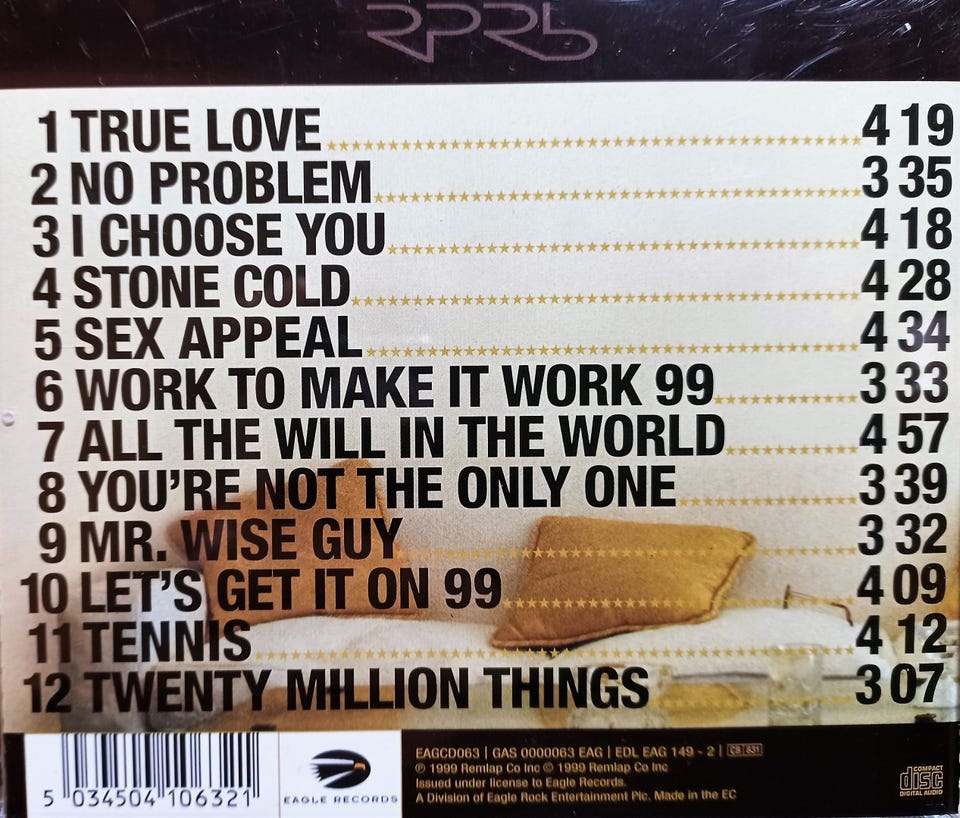 RPRb
1 TRUE LOVE 4 19
2 NO PROBLEM 3 35
3 I CHOOSE YOU 4 18
4 STONE COLD 4 28
5 SEX APPEAL 4 34
6 WORK TO MAKE IT WORK 99 3 33
7 ALL THE WILL IN THE WORLD 4 57
8 YOU'RE NOT THE ONLY ONE 3 39
9 MR. WISE GUY 3 32
10 LET'S GET IT ON 99 4 09
11 TENNIS 4 12
12 TWENTY MILLION THINGS 3 07
5 034504 106321
EAGLE RECORDS
EAGCD063 | GAS 0000063 EAG | EDL EAG 149 - 2 | CB 831
℗ 1999 Remlap Co Inc © 1999 Remlap Co Inc
Issued under license to Eagle Records.
A Division of Eagle Rock Entertainment Plc. Made in the EC
COMPACT
disc
DIGITAL AUDIO